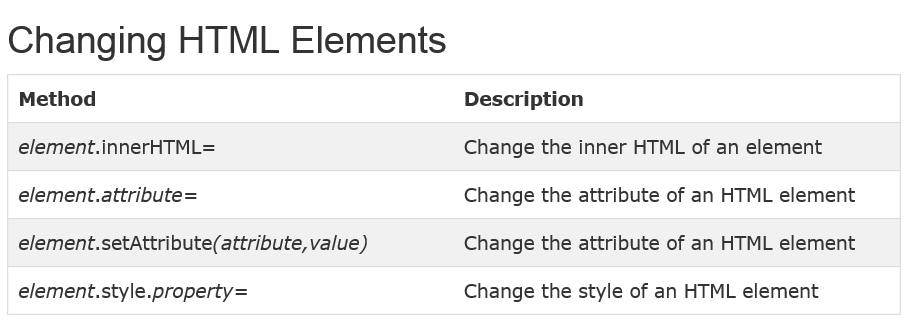 Changing HTML Elements
Method Description
element.innerHTML= Change the inner HTML of an element
element.attribute= Change the attribute of an HTML element
element.setAttribute(attribute,value) Change the attribute of an HTML element
element.style.property= Change the style of an HTML element